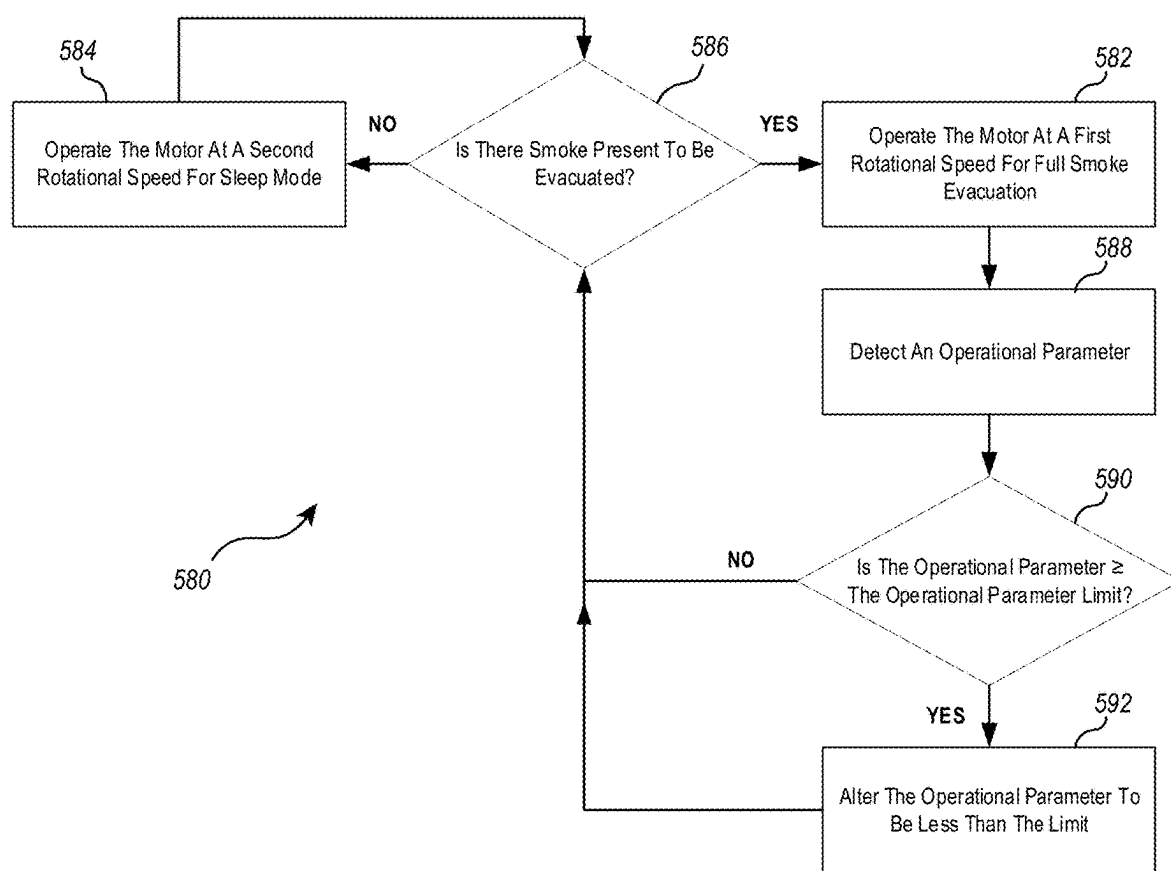 584
586
582
NO
YES
Operate The Motor At A Second
Rotational Speed For Sleep Mode
Is There Smoke Present To Be
Evacuated?
Operate The Motor At A First
Rotational Speed For Full Smoke
Evacuation
588
Detect An Operational Parameter
590
580
NO
Is The Operational Parameter ≥
The Operational Parameter Limit?
YES
592
Alter The Operational Parameter To
Be Less Than The Limit